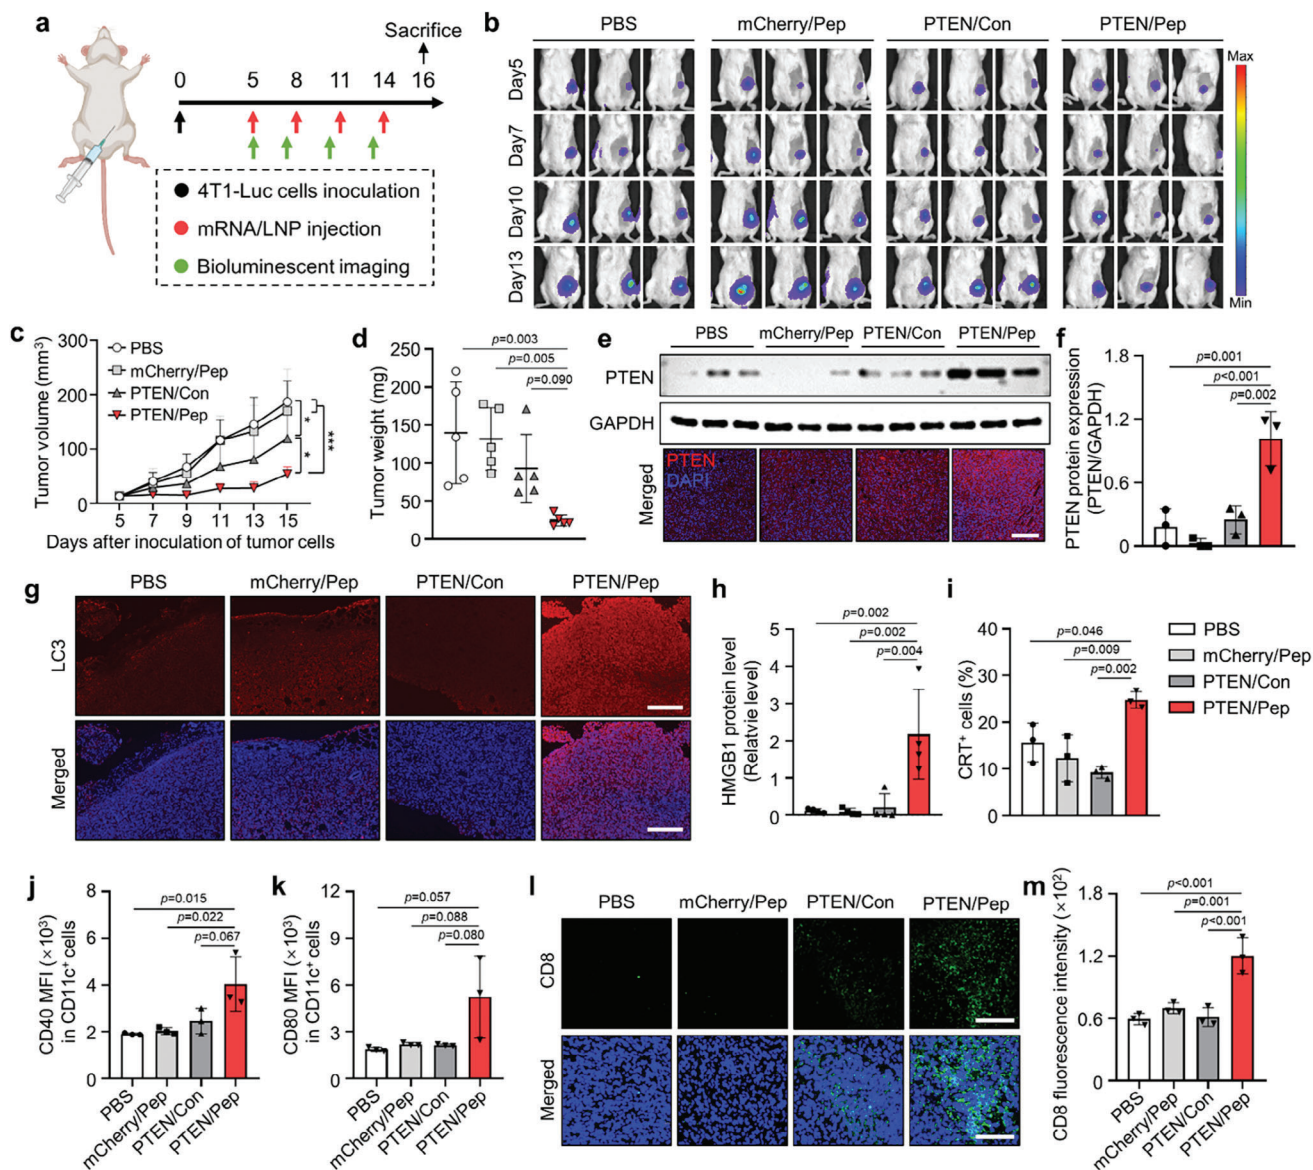 a
Sacrifice
0 5 8 11 14 16
4T1-Luc cells inoculation
mRNA/LNP injection
Bioluminescent imaging
b
PBS mCherry/Pep PTEN/Con PTEN/Pep
Day5
Day7
Day10
Day13
Max
Min
c
Tumor volume (mm³)
300
200
100
0
PBS
mCherry/Pep
PTEN/Con
PTEN/Pep
*
*
***
5 7 9 11 13 15
Days after inoculation of tumor cells
d
Tumor weight (mg)
250
200
150
100
50
0
p=0.003
p=0.005
p=0.090
e
PBS mCherry/Pep PTEN/Con PTEN/Pep
PTEN
GAPDH
Merged
PTEN
DAPI
f
PTEN protein expression
(PTEN/GAPDH)
1.8
1.2
0.6
0
p=0.001
p<0.001
p=0.002
g
PBS mCherry/Pep PTEN/Con PTEN/Pep
LC3
Merged
h
HMGB1 protein level
(Relatvie level)
5
4
3
2
1
0
p=0.002
p=0.002
p=0.004
i
CRT⁺ cells (%)
40
30
20
10
0
p=0.046
p=0.009
p=0.002
PBS
mCherry/Pep
PTEN/Con
PTEN/Pep
j
CD40 MFI (×10³)
in CD11c⁺ cells
8
6
4
2
0
p=0.015
p=0.022
p=0.067
PBS
mCherry/Pep
PTEN/Con
PTEN/Pep
k
CD80 MFI (×10³)
in CD11c⁺ cells
12
9
6
3
0
p=0.057
p=0.088
p=0.080
PBS
mCherry/Pep
PTEN/Con
PTEN/Pep
l
PBS mCherry/Pep PTEN/Con PTEN/Pep
CD8
Merged
m
CD8 fluorescence intensity (×10²)
1.8
1.2
0.6
0
p<0.001
p=0.001
p<0.001
PBS
mCherry/Pep
PTEN/Con
PTEN/Pep